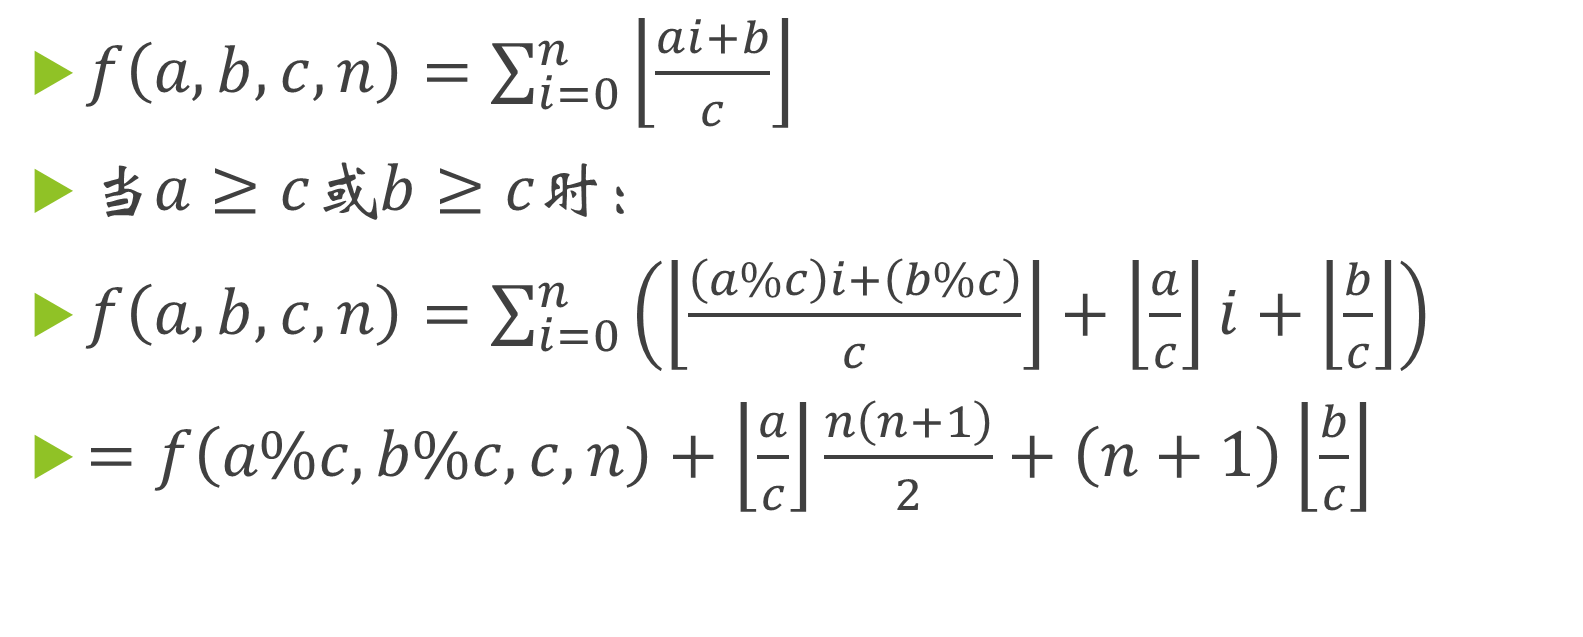 f(a, b, c, n) = ∑_{i=0}^{n} ⌊(ai+b)/c⌋
当a ≥ c或b ≥ c时：
f(a, b, c, n) = ∑_{i=0}^{n} (⌊((a%c)i+(b%c))/c⌋ + ⌊a/c⌋ i + ⌊b/c⌋)
= f(a%c, b%c, c, n) + ⌊a/c⌋ n(n+1)/2 + (n + 1) ⌊b/c⌋